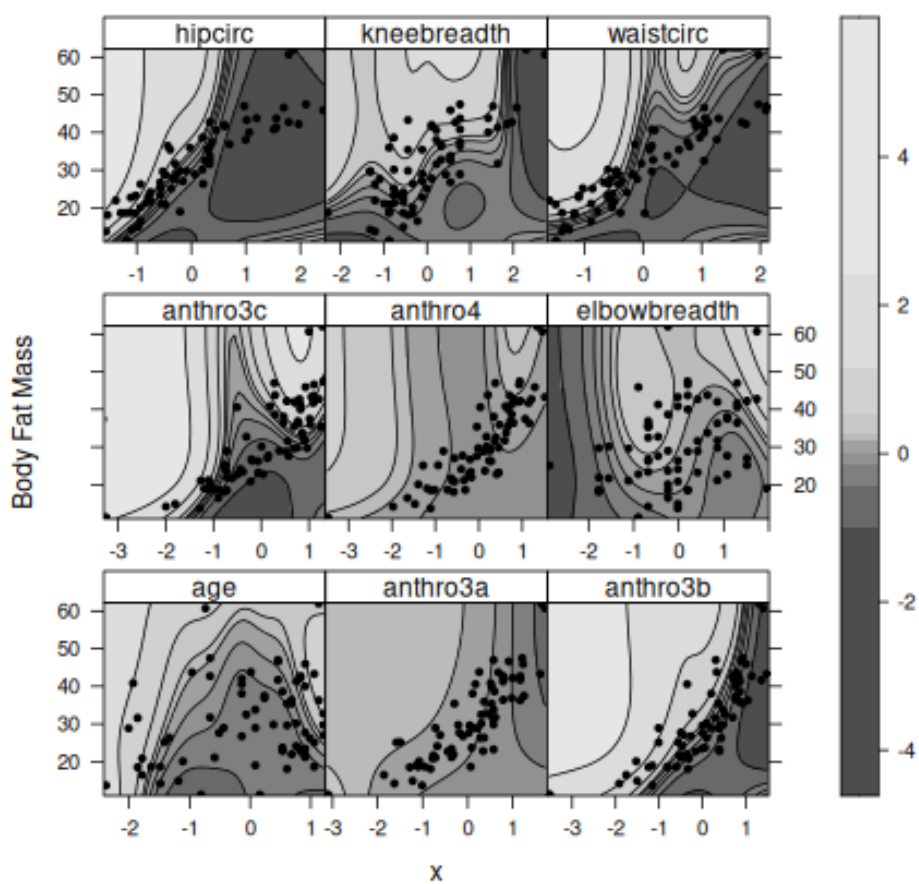 hipcirc kneebreadth waistcirc
60
50
40
30
20
-1 0 1 2 -2 -1 0 1 2 -1 0 1 2
anthro3c anthro4 elbowbreadth
60
50
40
30
20
-3 -2 -1 0 1 -3 -2 -1 0 1 -2 -1 0 1
age anthro3a anthro3b
60
50
40
30
20
-2 -1 0 1 -3 -2 -1 0 1 -3 -2 -1 0 1
Body Fat Mass
x
4
2
0
-2
-4